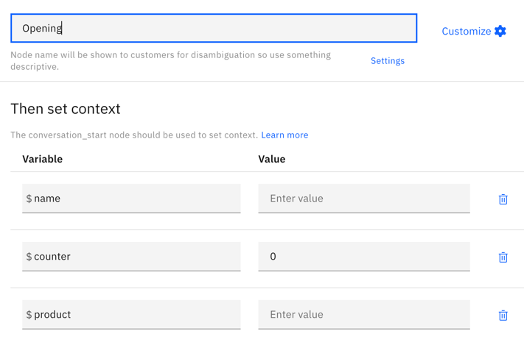 Opening
Customize
Node name will be shown to customers for disambiguation so use something
descriptive.
Settings
Then set context
The conversation_start node should be used to set context. Learn more
Variable Value
$ name Enter value
$ counter 0
$ product Enter value